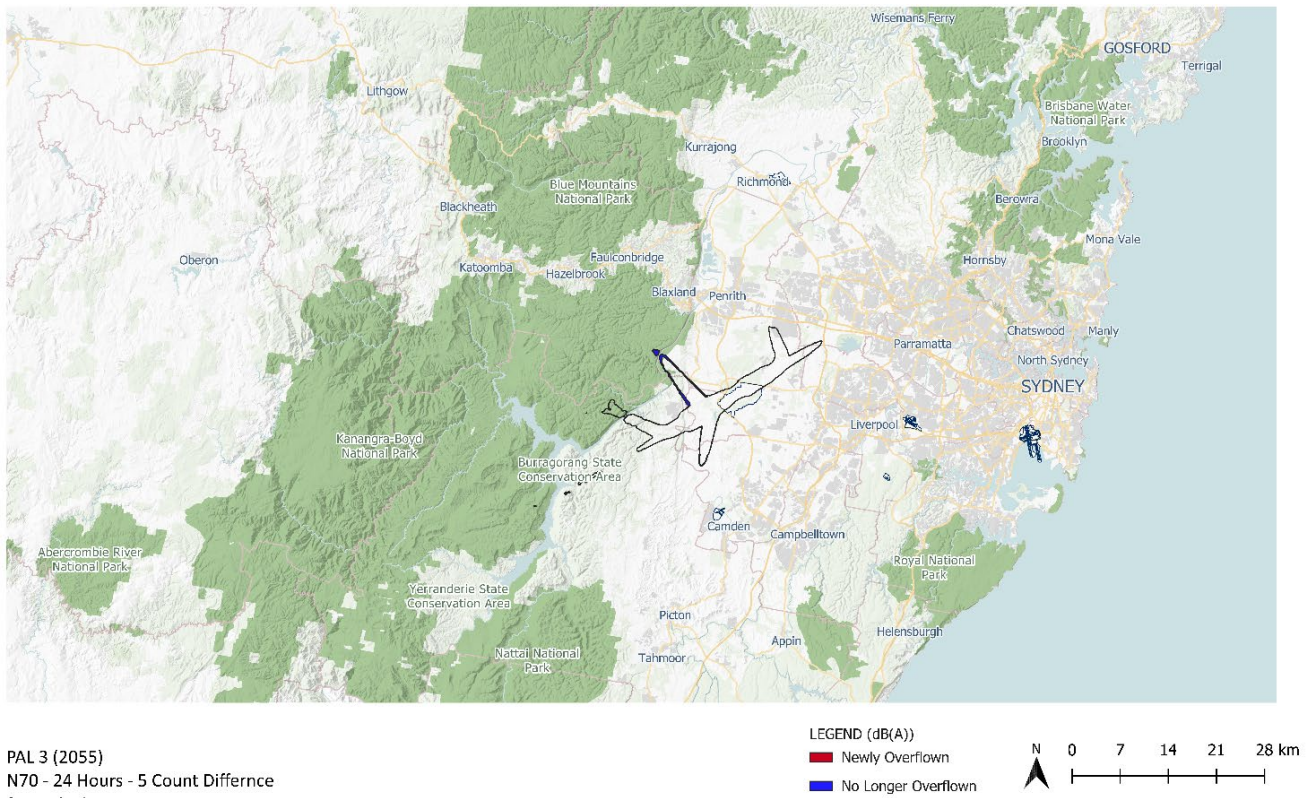 Wisemans Ferry
GOSFORD
Terrigal
Lithgow
Brisbane Water
National Park
Brooklyn
Kurrajong
Richmond
Blue Mountains
National Park
Blackheath
Berowra
Mona Vale
Oberon
Faulconbridge
Hornsby
Katoomba
Hazelbrook
Blaxland
Penrith
Chatswood
Manly
Parramatta
North Sydney
SYDNEY
Liverpool
Kanangra-Boyd
National Park
Burragorang State
Conservation Area
Camden
Campbelltown
Abercrombie River
National Park
Royal National
Park
Yerranderie State
Conservation Area
Picton
Appin
Helensburgh
Nattai National
Park
Tahmoor
PAL 3 (2055)
N70 - 24 Hours - 5 Count Differnce
LEGEND (dB(A))
Newly Overflown
No Longer Overflown
N
0 7 14 21 28 km